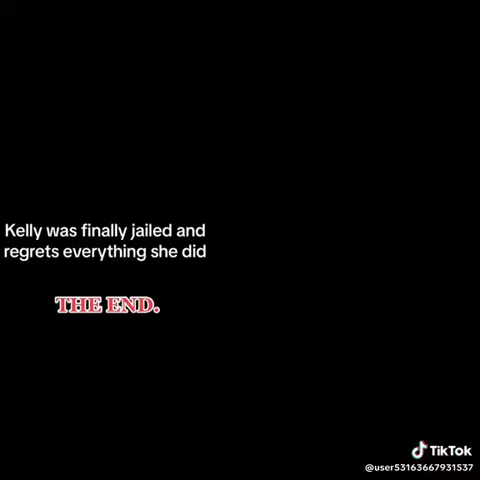 Kelly was finally jailed and
regrets everything she did
THE END.
TikTok
@user53163667931537